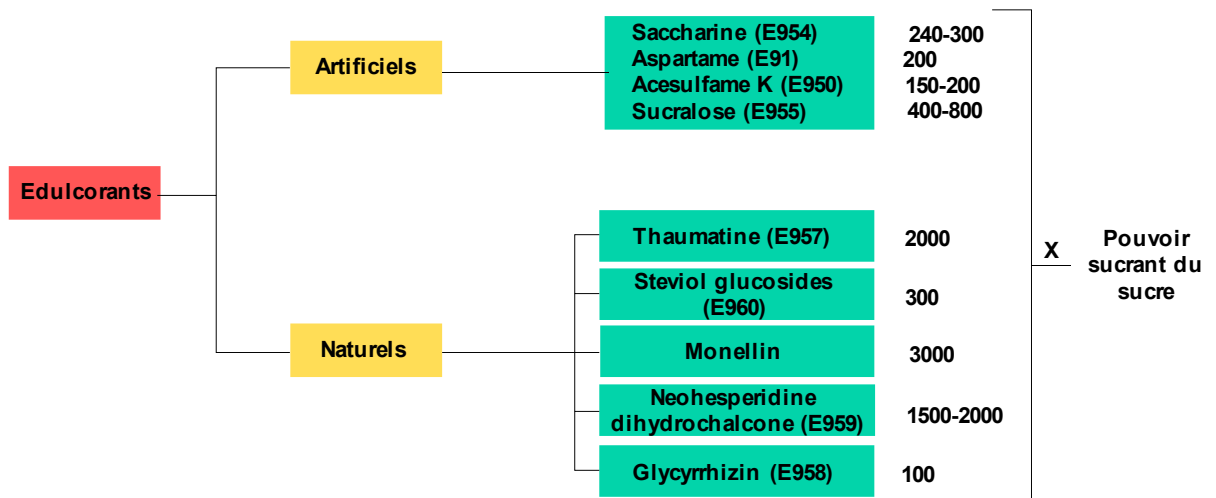 Edulcorants
Artificiels
Saccharine (E954) 240-300
Aspartame (E91) 200
Acesulfame K (E950) 150-200
Sucralose (E955) 400-800
Naturels
Thaumatine (E957) 2000
Steviol glucosides
(E960) 300
Monellin 3000
Neohesperidine
dihydrochalcone (E959) 1500-2000
Glycyrrhizin (E958) 100
X
Pouvoir
sucrant du
sucre